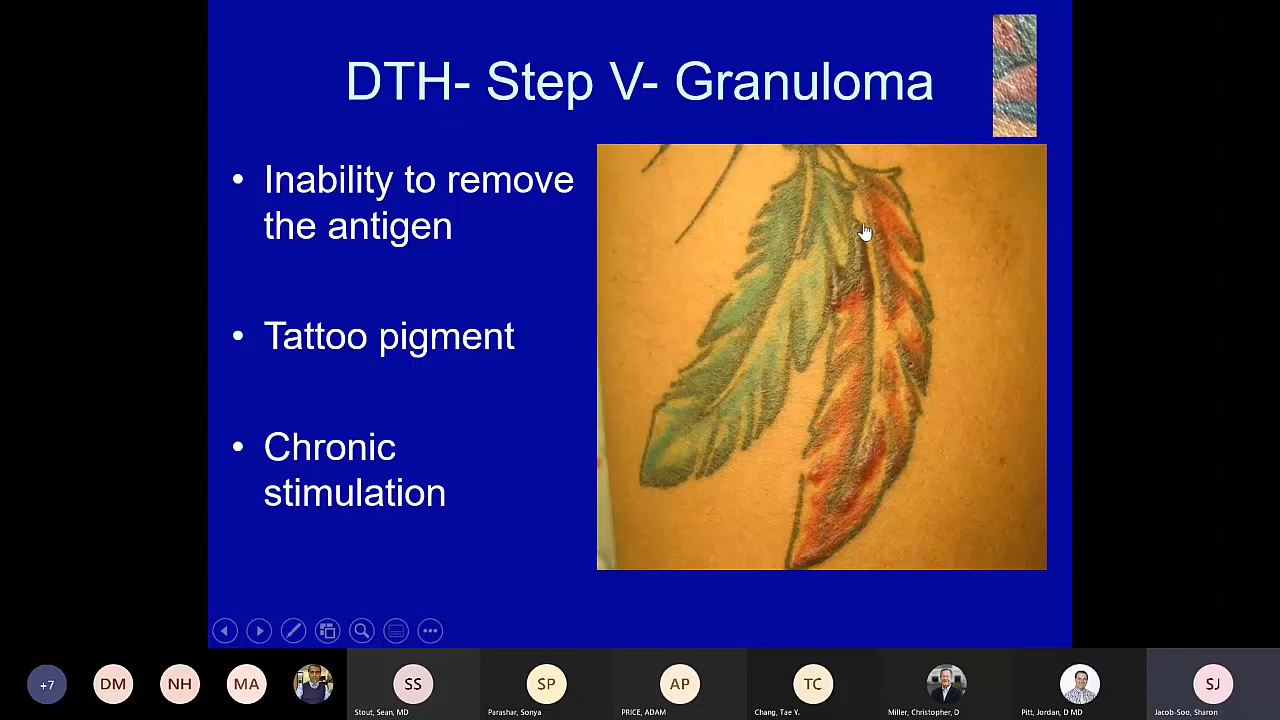 DTH- Step V- Granuloma
• Inability to remove
the antigen
• Tattoo pigment
• Chronic
stimulation
+7
DM
NH
MA
SS
SP
AP
TC
SJ
Stout, Sean, MD
Parashar, Sonya
PRICE, ADAM
Chang, Tae Y.
Miller, Christopher, D
Pitt, Jordan, D MD
Jacob-Soo, Sharon